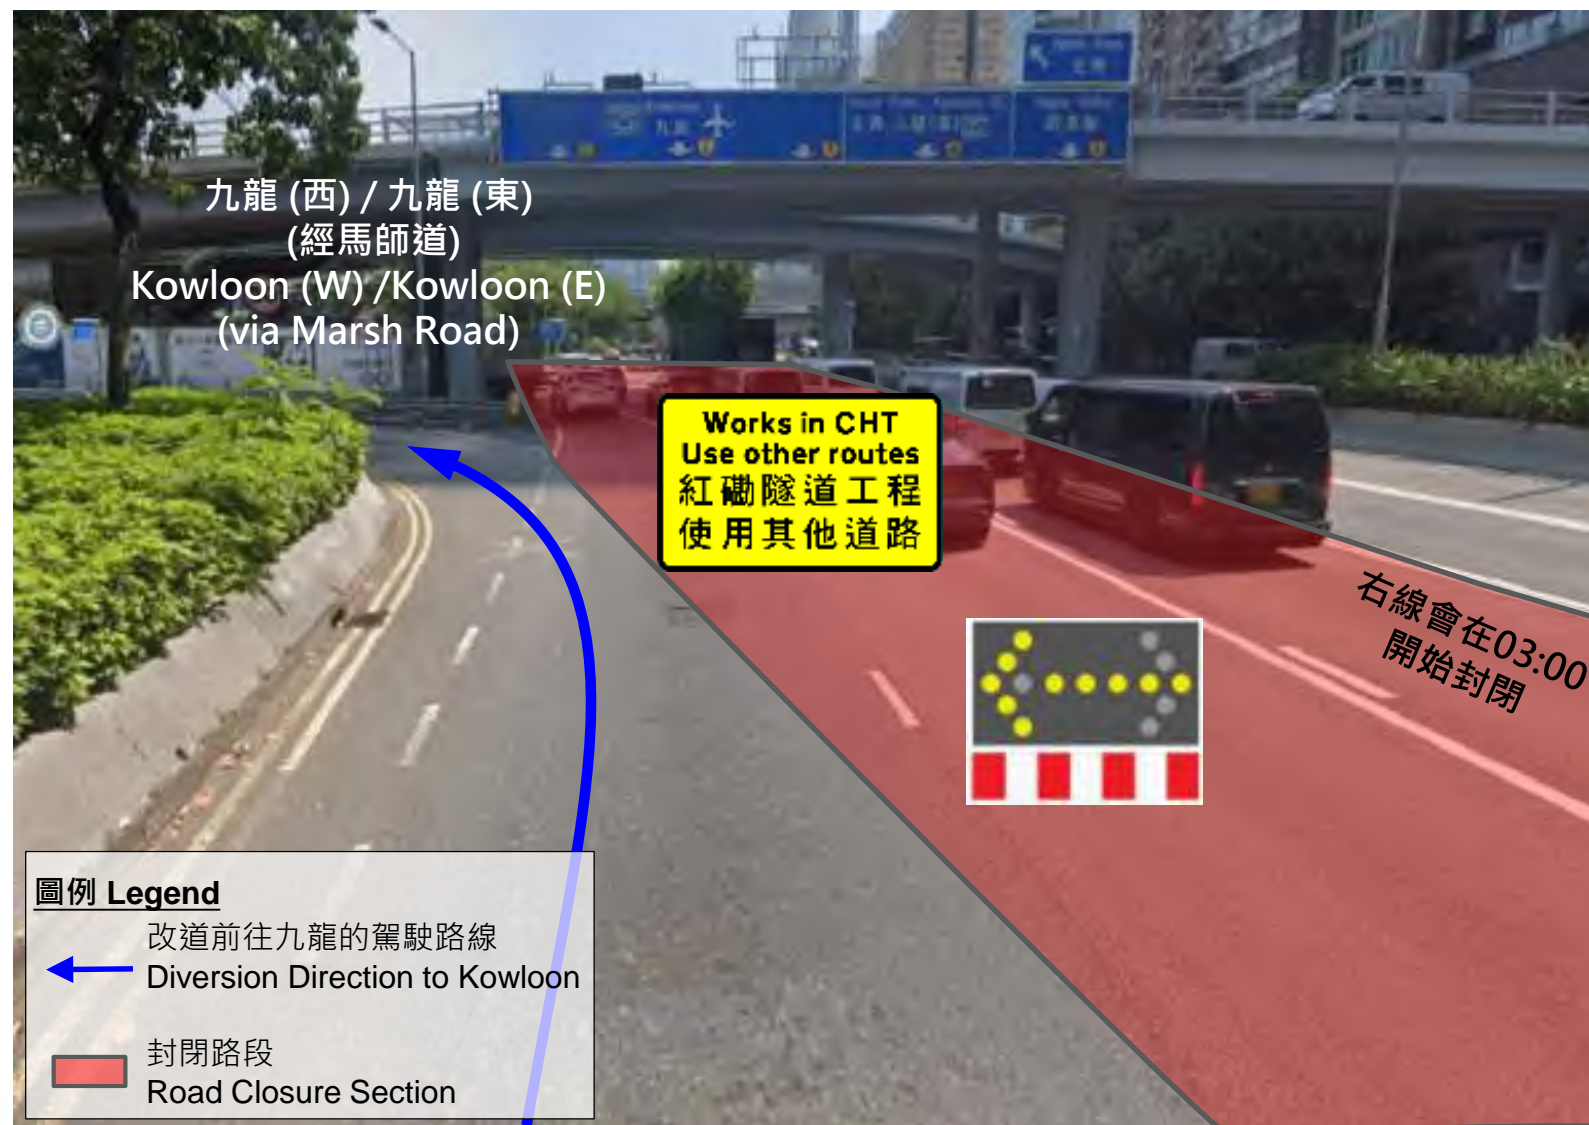 九龍 (西) / 九龍 (東)
(經馬師道)
Kowloon (W) /Kowloon (E)
(via Marsh Road)
九龍
Works in CHT
Use other routes
紅磡隧道工程
使用其他道路
右線會在03:00
開始封閉
圖例 Legend
改道前往九龍的駕駛路線
Diversion Direction to Kowloon
封閉路段
Road Closure Section